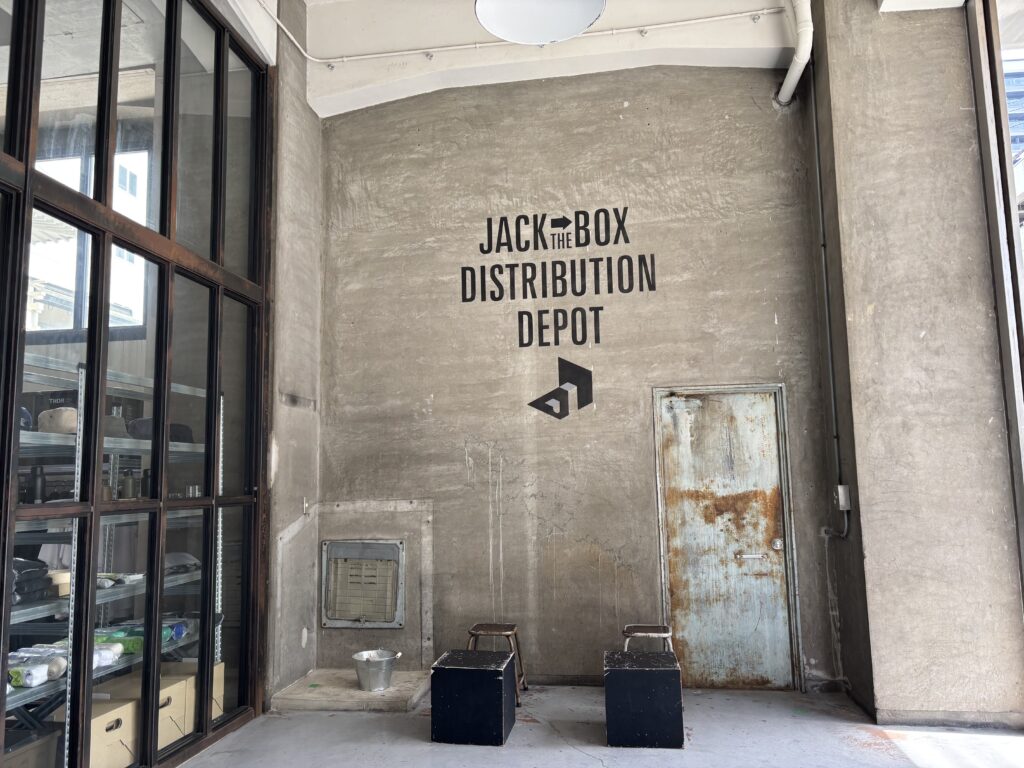 JACK THE BOX
DISTRIBUTION
DEPOT